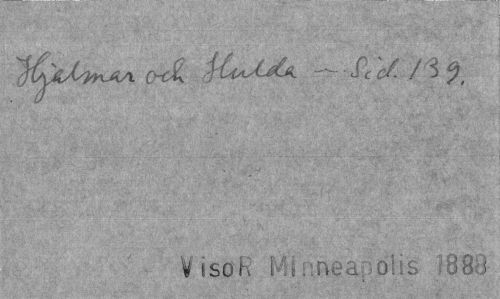 Hjalmar och Hulda – Sid. 139.
VisoR MInneapolis 1888